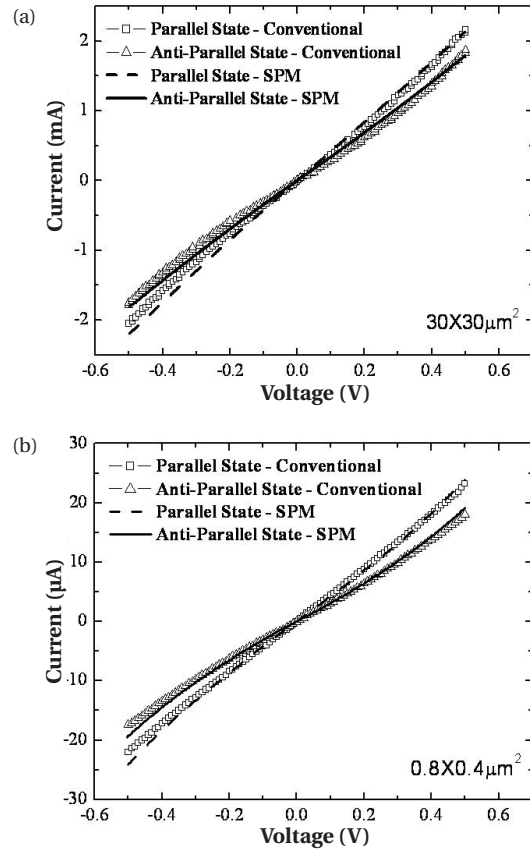 (a)
Parallel State - Conventional
Anti-Parallel State - Conventional
Parallel State - SPM
Anti-Parallel State - SPM
2
1
0
-1
-2
Current (mA)
30X30μm²
-0.6 -0.4 -0.2 0.0 0.2 0.4 0.6
Voltage (V)
(b)
30
20
10
0
-10
-20
-30
Parallel State - Conventional
Anti-Parallel State - Conventional
Parallel State - SPM
Anti-Parallel State - SPM
Current (μA)
0.8X0.4μm²
-0.6 -0.4 -0.2 0.0 0.2 0.4 0.6
Voltage (V)